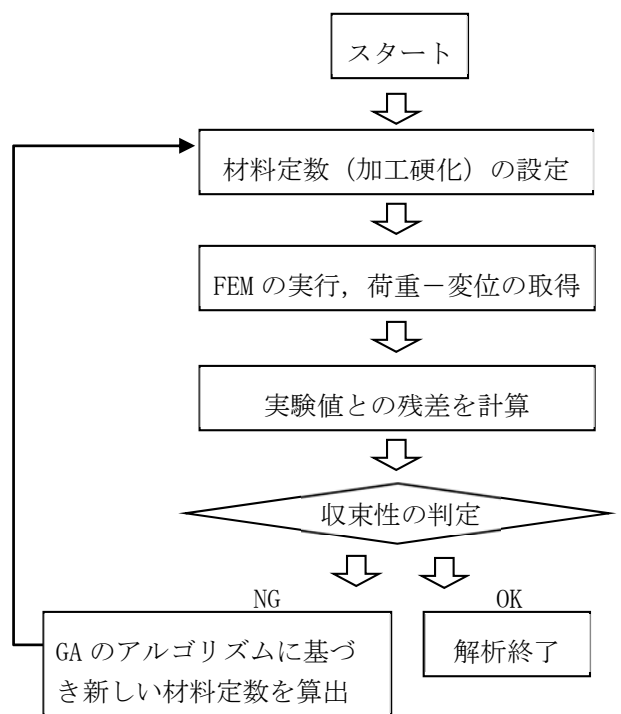 スタート
材料定数（加工硬化）の設定
FEM の実行，荷重－変位の取得
実験値との残差を計算
収束性の判定
NG
OK
GA のアルゴリズムに基づ
き新しい材料定数を算出
解析終了